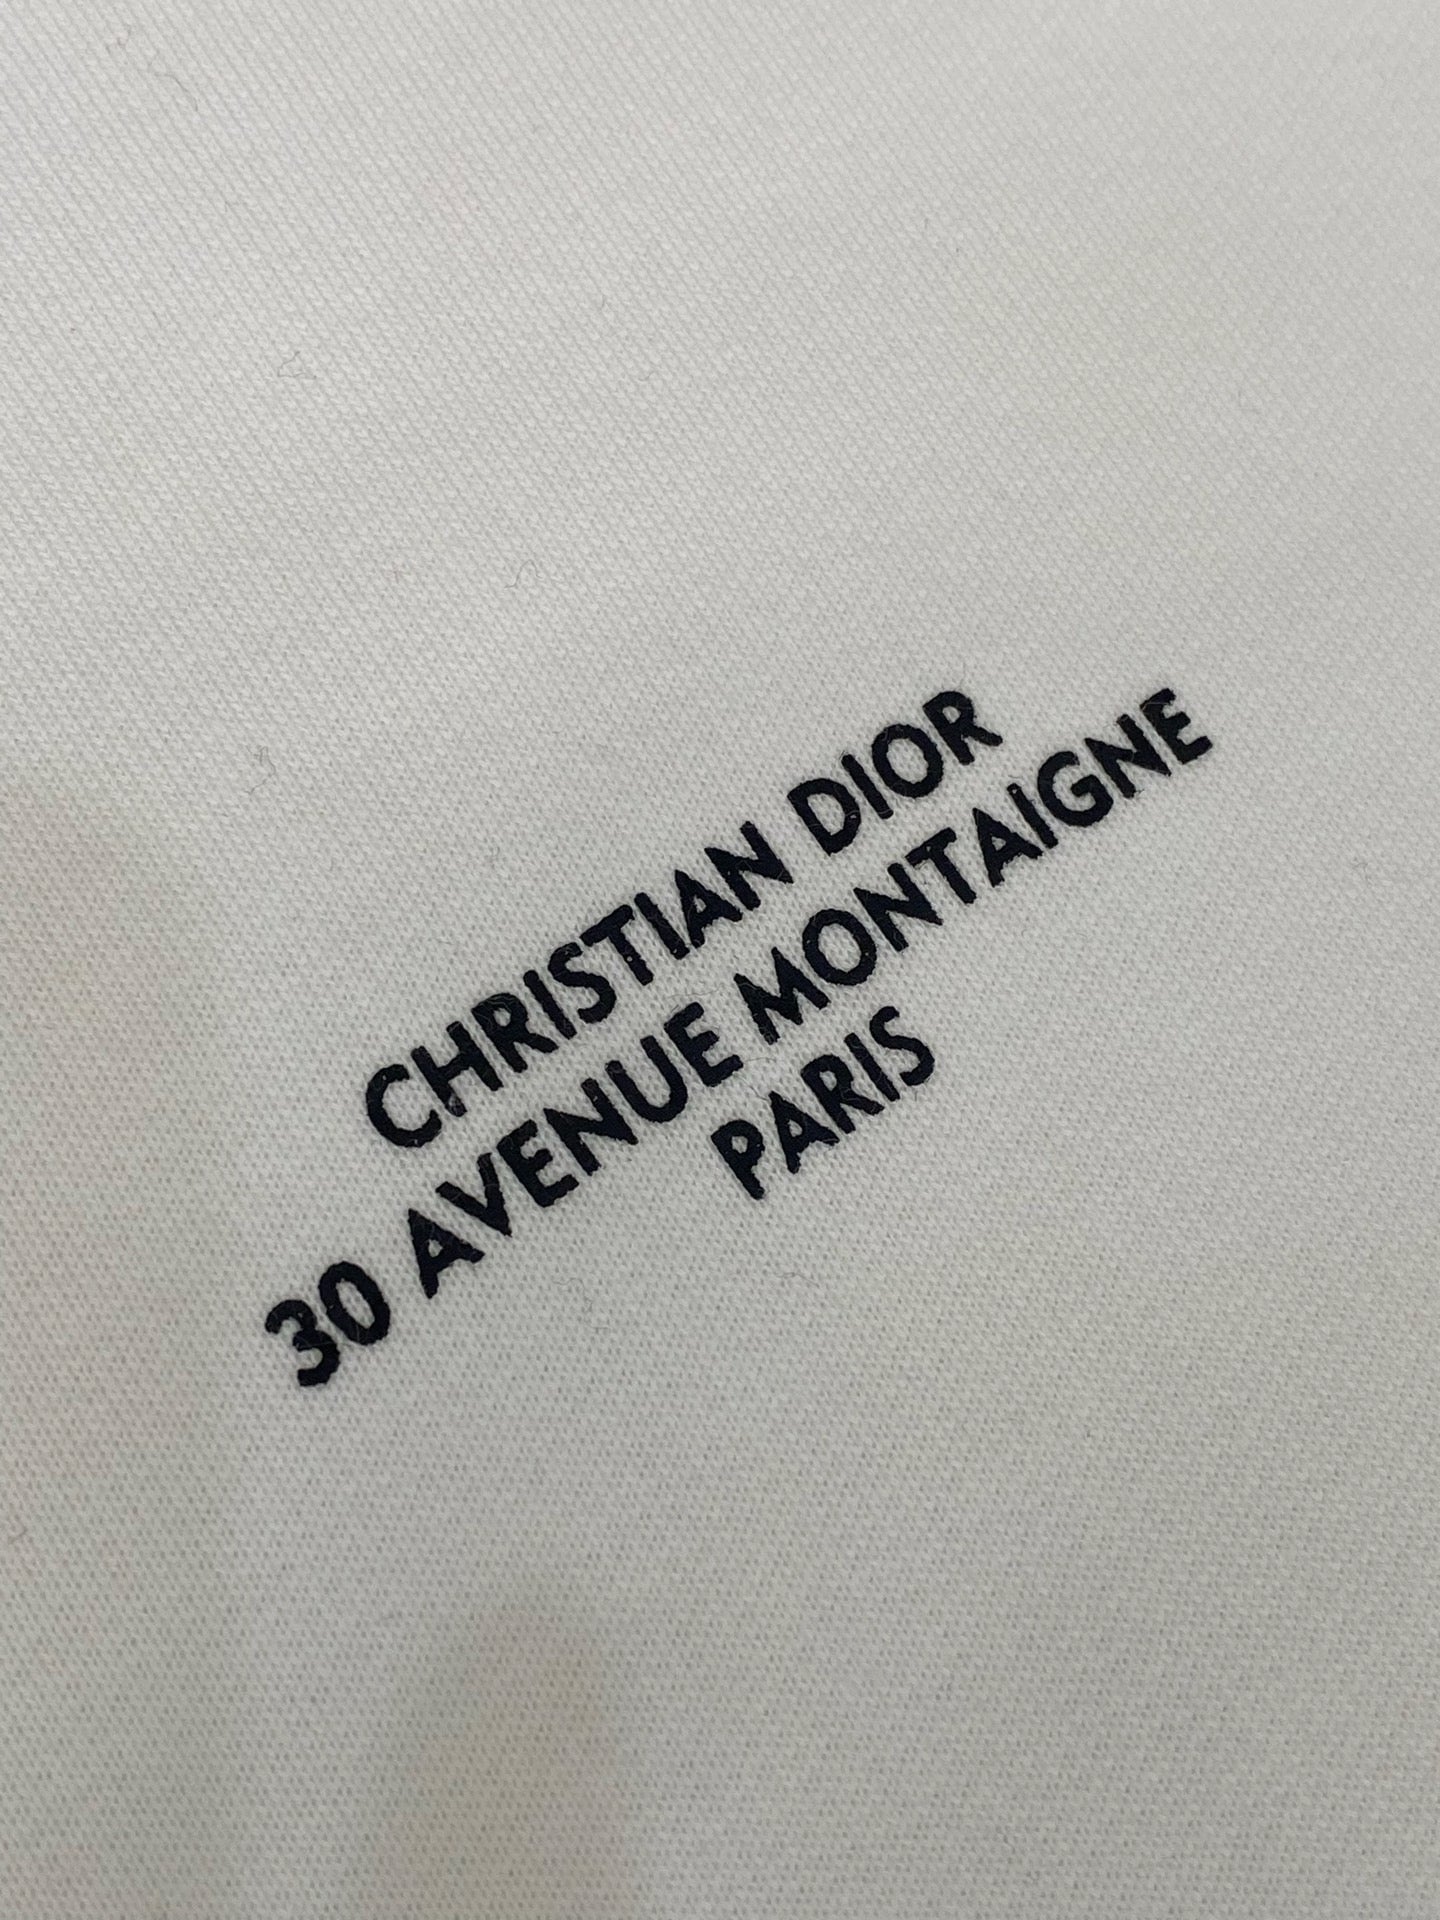 CHRISTIAN DIOR
30 AVENUE MONTAIGNE
PARIS